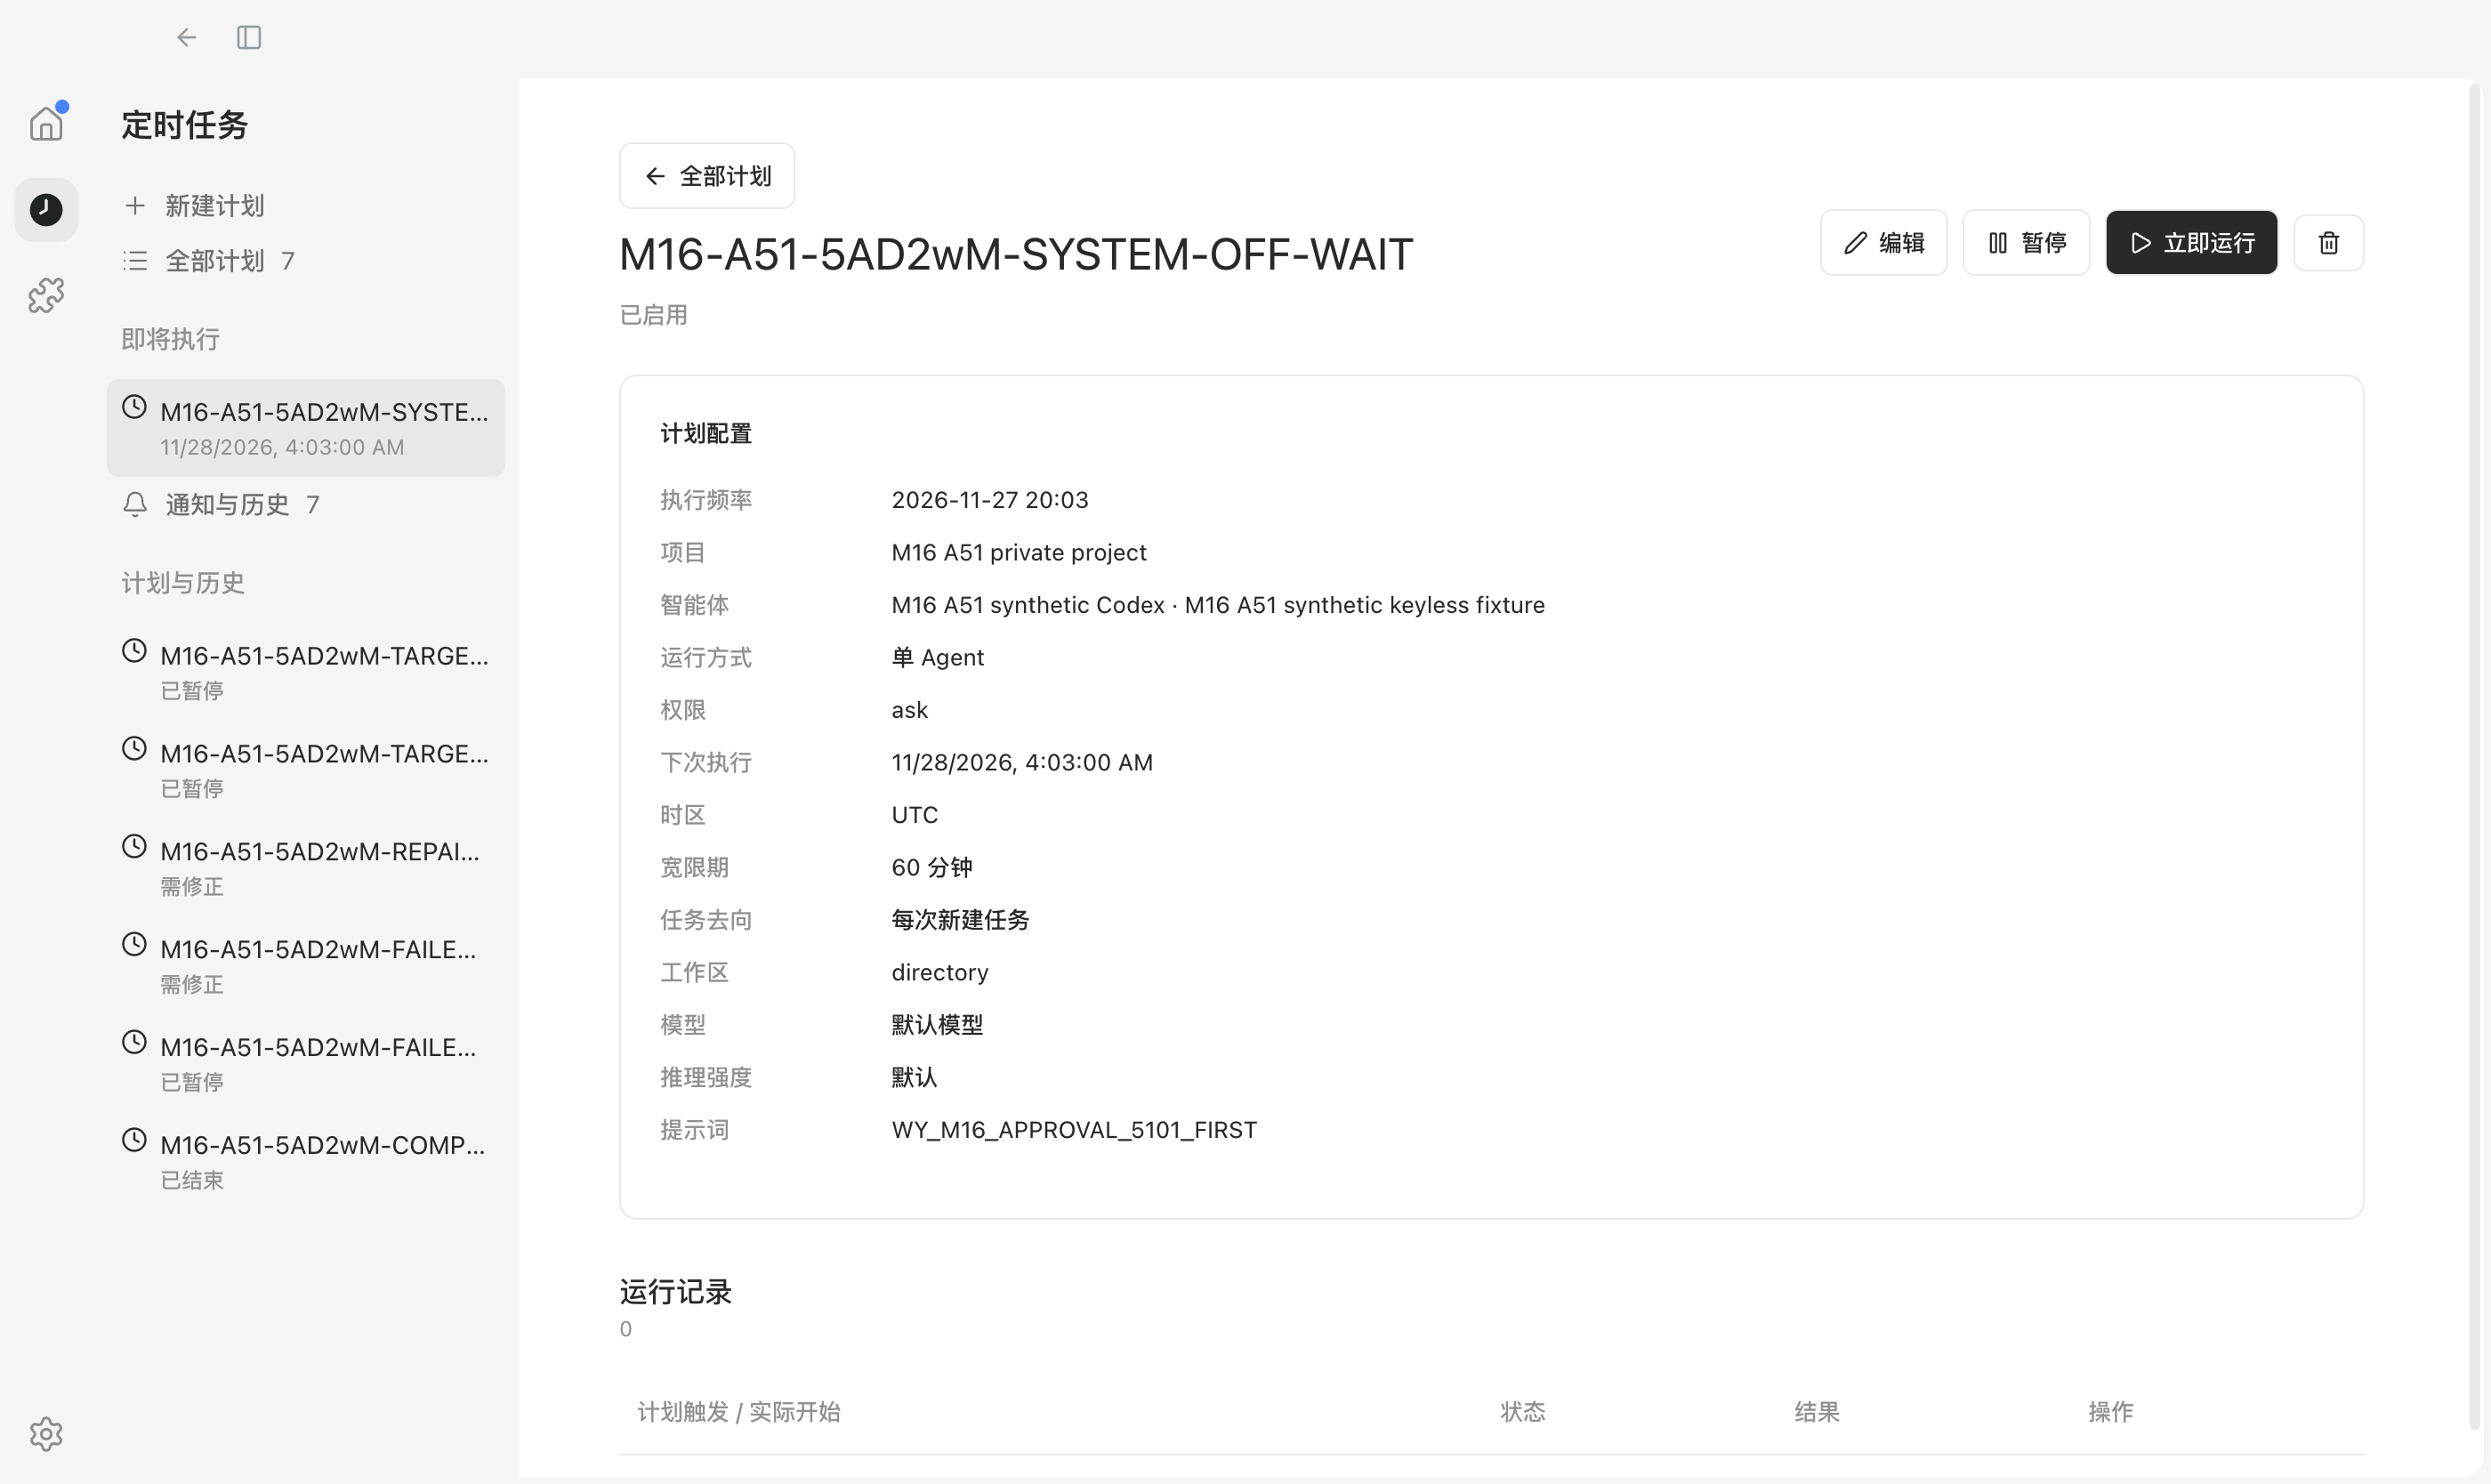 定时任务
新建计划
全部计划 7
即将执行
M16-A51-5AD2wM-SYSTE...
11/28/2026, 4:03:00 AM
通知与历史 7
计划与历史
M16-A51-5AD2wM-TARGE...
已暂停
M16-A51-5AD2wM-TARGE...
已暂停
M16-A51-5AD2wM-REPAI...
需修正
M16-A51-5AD2wM-FAILE...
需修正
M16-A51-5AD2wM-FAILE...
已暂停
M16-A51-5AD2wM-COMP...
已结束
全部计划
M16-A51-5AD2wM-SYSTEM-OFF-WAIT
已启用
编辑 暂停 立即运行
计划配置
执行频率 2026-11-27 20:03
项目 M16 A51 private project
智能体 M16 A51 synthetic Codex · M16 A51 synthetic keyless fixture
运行方式 单 Agent
权限 ask
下次执行 11/28/2026, 4:03:00 AM
时区 UTC
宽限期 60 分钟
任务去向 每次新建任务
工作区 directory
模型 默认模型
推理强度 默认
提示词 WY_M16_APPROVAL_5101_FIRST
运行记录
0
计划触发 / 实际开始 状态 结果 操作